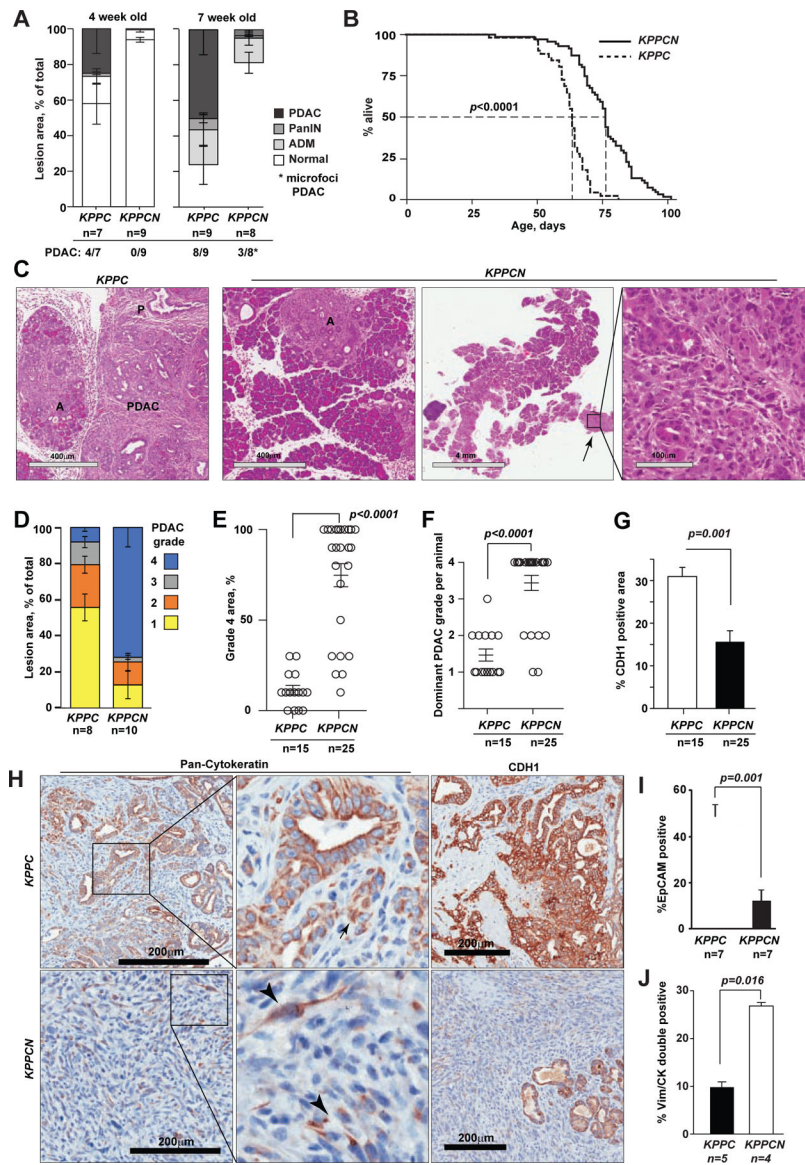 A
4 week old
7 week old
Lesion area, % of total
100
80
60
40
20
0
KPPC
KPPCN
KPPC
KPPCN
n=7
n=9
n=9
n=8
PDAC: 4/7
0/9
8/9
3/8*
PDAC
PanIN
ADM
Normal
* microfoci
PDAC
B
KPPCN
KPPC
p<0.0001
% alive
100
50
0
0
25
50
75
100
Age, days
C
KPPC
KPPCN
P
A
PDAC
400µm
A
400µm
4 mm
100µm
D
Lesion area, % of total
100
80
60
40
20
0
KPPC
n=8
KPPCN
n=10
PDAC
grade
4
3
2
1
E
p<0.0001
Grade 4 area, %
100
50
0
KPPC
KPPCN
n=15
n=25
F
p<0.0001
Dominant PDAC grade per animal
4
3
2
1
0
KPPC
KPPCN
n=15
n=25
G
p=0.001
% CDH1 positive area
30
20
10
0
KPPC
KPPCN
n=15
n=25
H
Pan-Cytokeratin
CDH1
KPPC
200µm
200µm
KPPCN
200µm
200µm
I
p=0.001
%EpCAM positive
60
40
20
0
KPPC
n=7
KPPCN
n=7
J
p=0.016
% Vim/CK double positive
30
20
10
0
KPPC
n=5
KPPCN
n=4